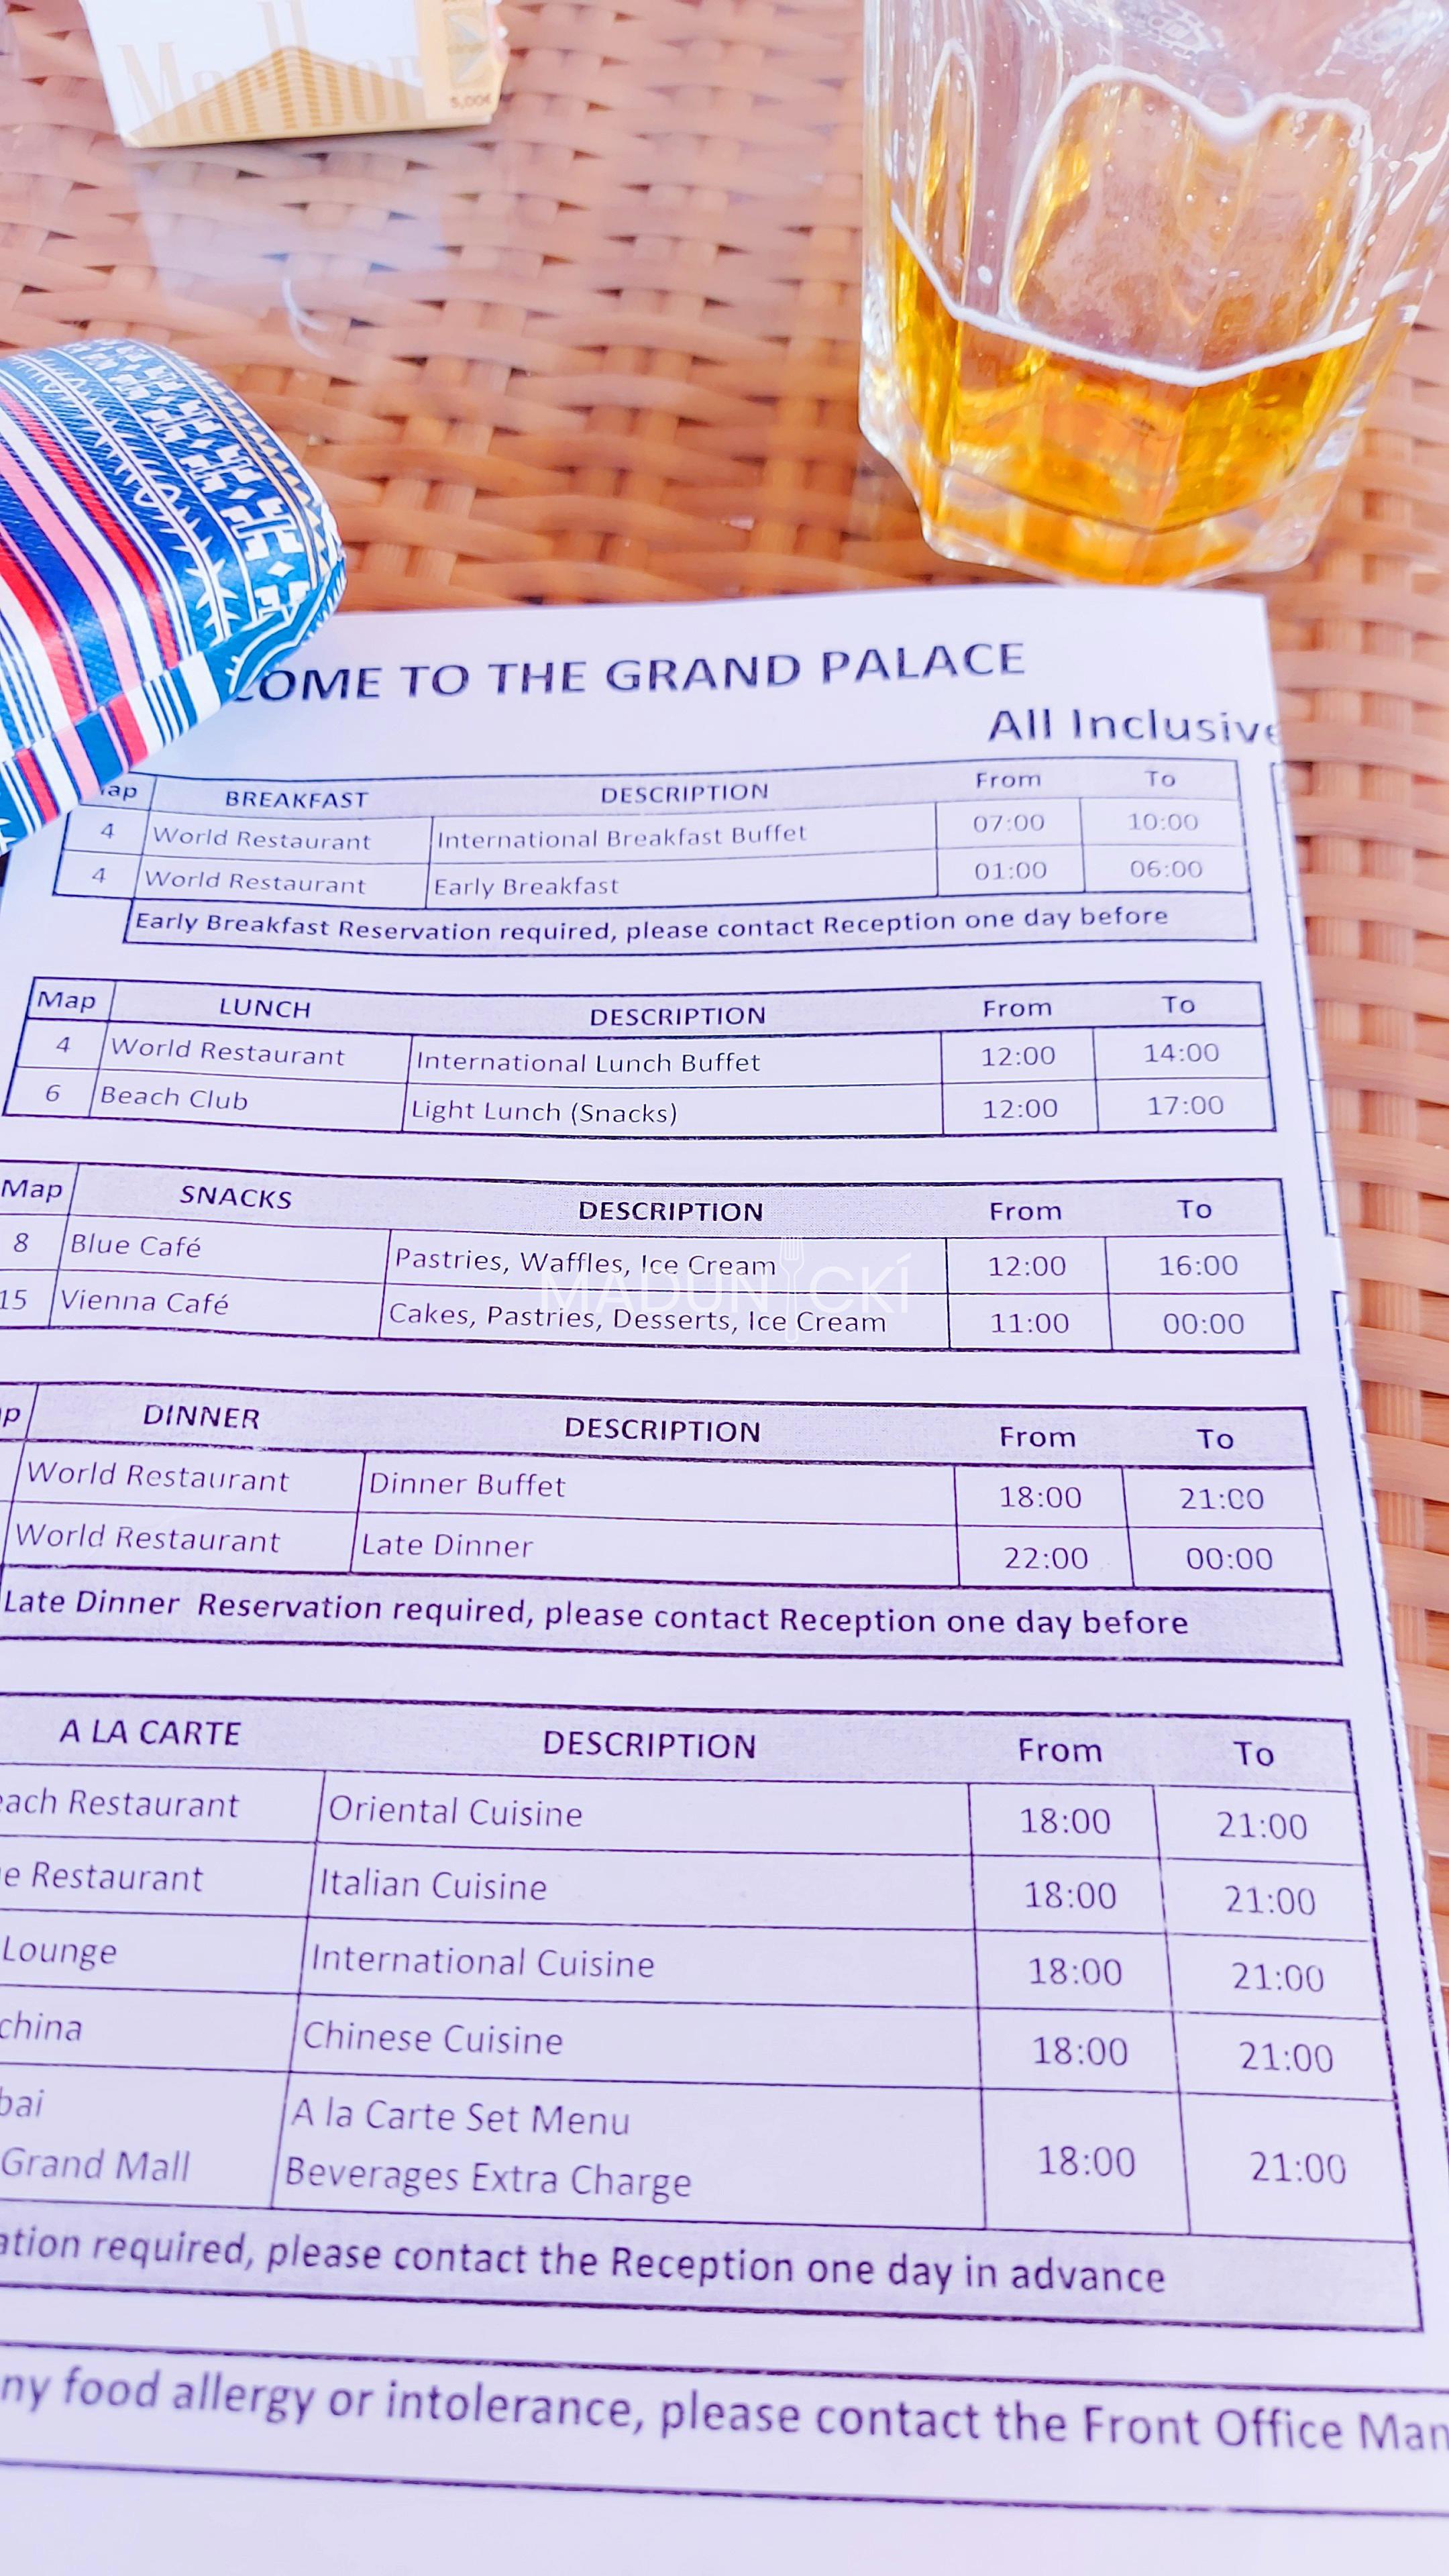 Marlboro
5,00€
COME TO THE GRAND PALACE
All Inclusive
Map BREAKFAST DESCRIPTION From To
4 World Restaurant International Breakfast Buffet 07:00 10:00
4 World Restaurant Early Breakfast 01:00 06:00
Early Breakfast Reservation required, please contact Reception one day before
Map LUNCH DESCRIPTION From To
4 World Restaurant International Lunch Buffet 12:00 14:00
6 Beach Club Light Lunch (Snacks) 12:00 17:00
Map SNACKS DESCRIPTION From To
8 Blue Café Pastries, Waffles, Ice Cream 12:00 16:00
15 Vienna Café Cakes, Pastries, Desserts, Ice Cream 11:00 00:00
MADUNICKÍ
p DINNER DESCRIPTION From To
World Restaurant Dinner Buffet 18:00 21:00
World Restaurant Late Dinner 22:00 00:00
Late Dinner Reservation required, please contact Reception one day before
A LA CARTE DESCRIPTION From To
each Restaurant Oriental Cuisine 18:00 21:00
e Restaurant Italian Cuisine 18:00 21:00
Lounge International Cuisine 18:00 21:00
china Chinese Cuisine 18:00 21:00
bai A la Carte Set Menu
Grand Mall Beverages Extra Charge 18:00 21:00
ation required, please contact the Reception one day in advance
ny food allergy or intolerance, please contact the Front Office Man